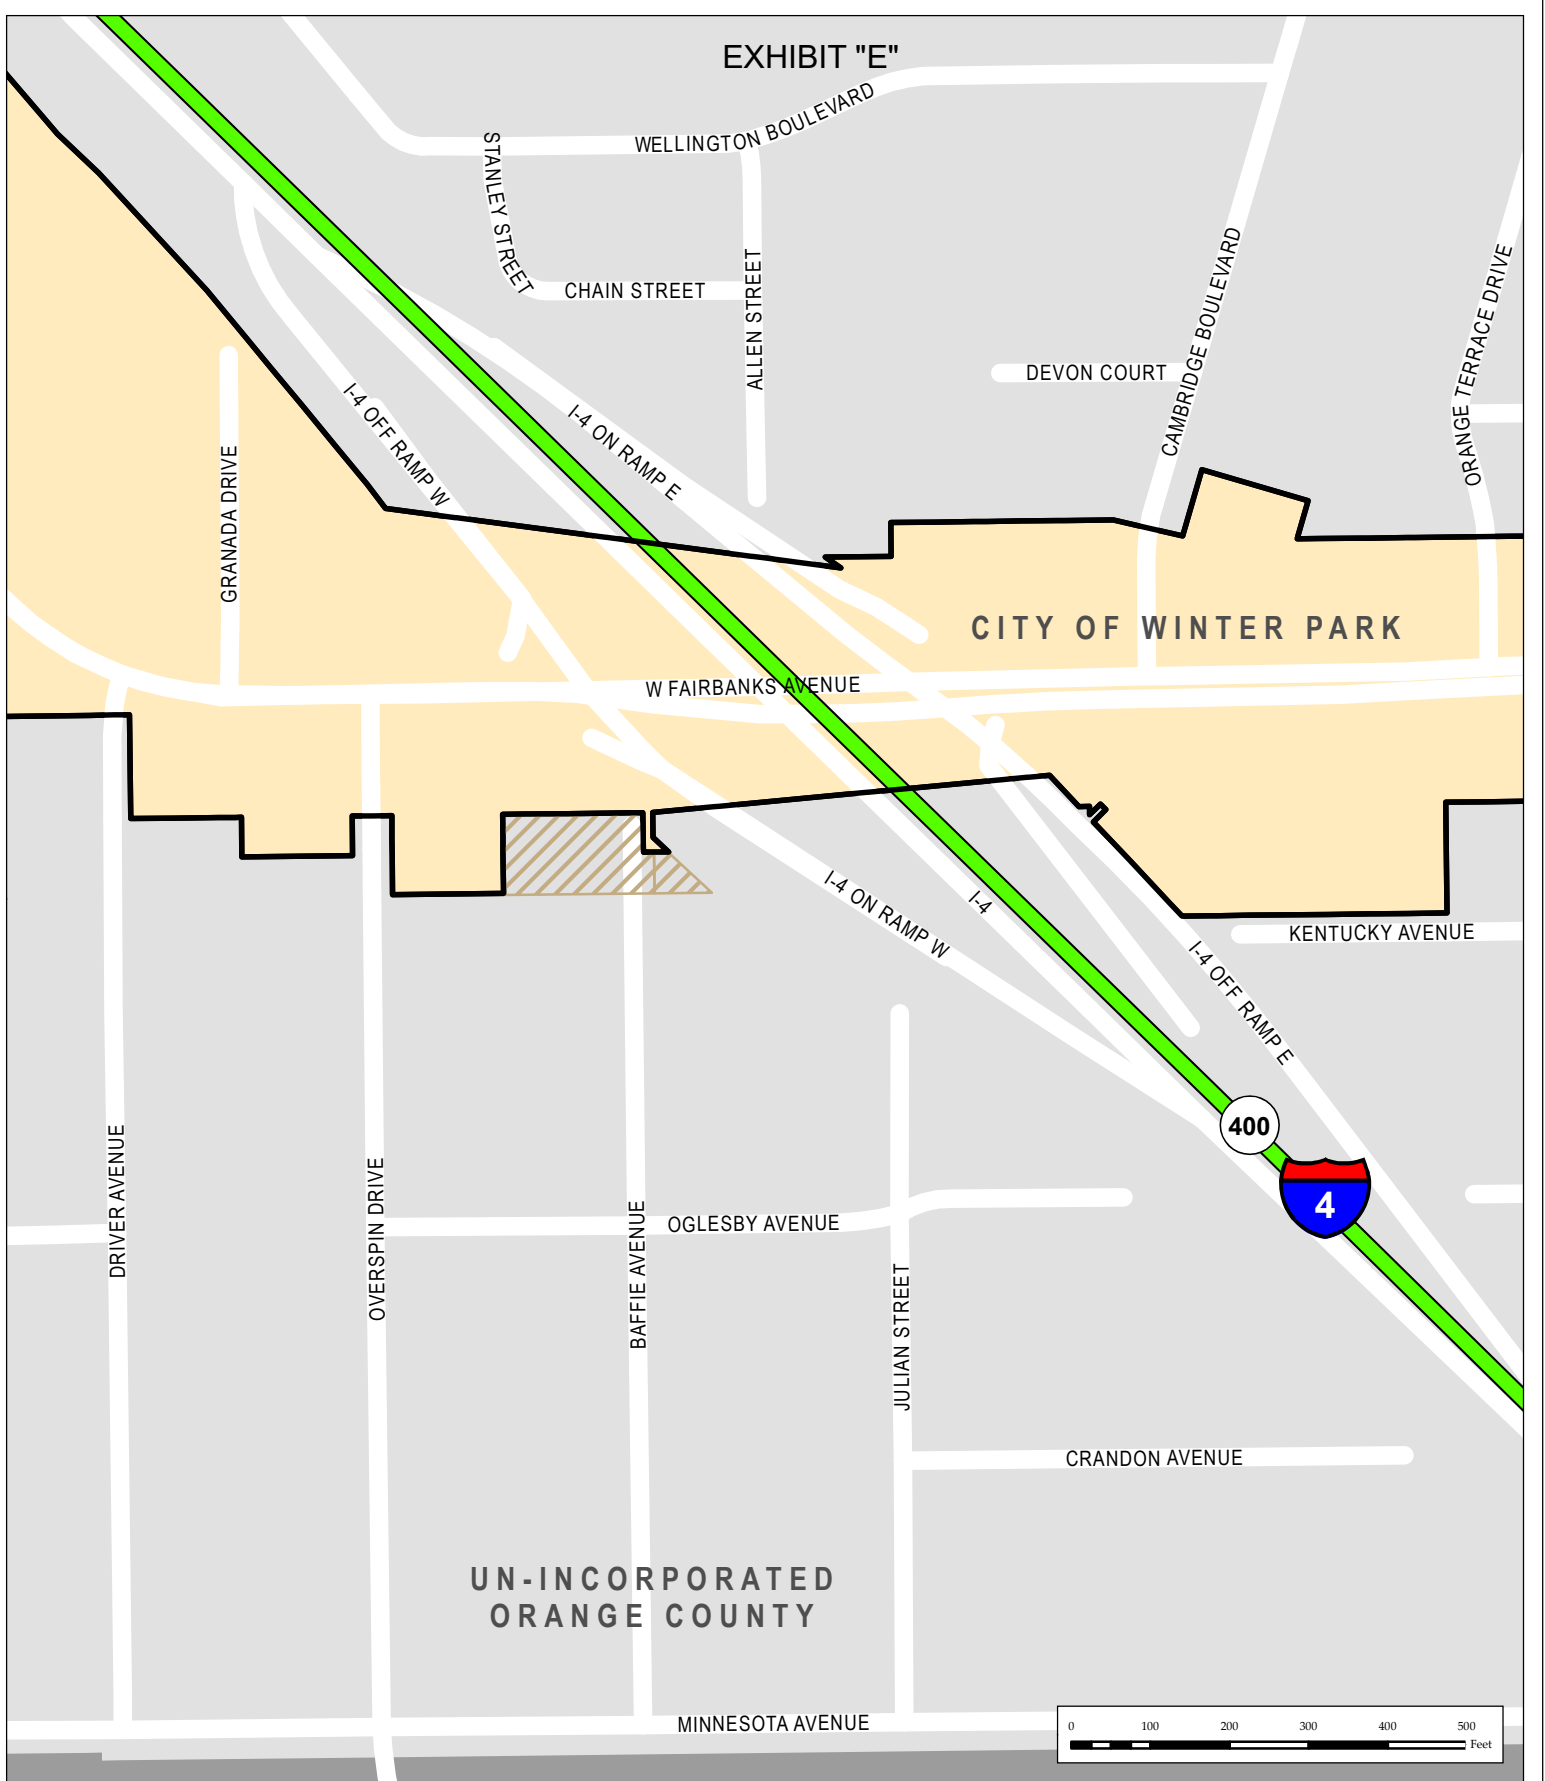 EXHIBIT "E"
WELLINGTON BOULEVARD
STANLEY STREET
CHAIN STREET
ALLEN STREET
CAMBRIDGE BOULEVARD
ORANGE TERRACE DRIVE
DEVON COURT
I-4 OFF RAMP W
I-4 ON RAMP E
GRANADA DRIVE
CITY OF WINTER PARK
W FAIRBANKS AVENUE
I-4 ON RAMP W
I-4
KENTUCKY AVENUE
I-4 OFF RAMP E
400
4
DRIVER AVENUE
OVERSPIN DRIVE
BAFFIE AVENUE
OGLESBY AVENUE
JULIAN STREET
CRANDON AVENUE
UN-INCORPORATED
ORANGE COUNTY
MINNESOTA AVENUE
0 100 200 300 400 500
Feet